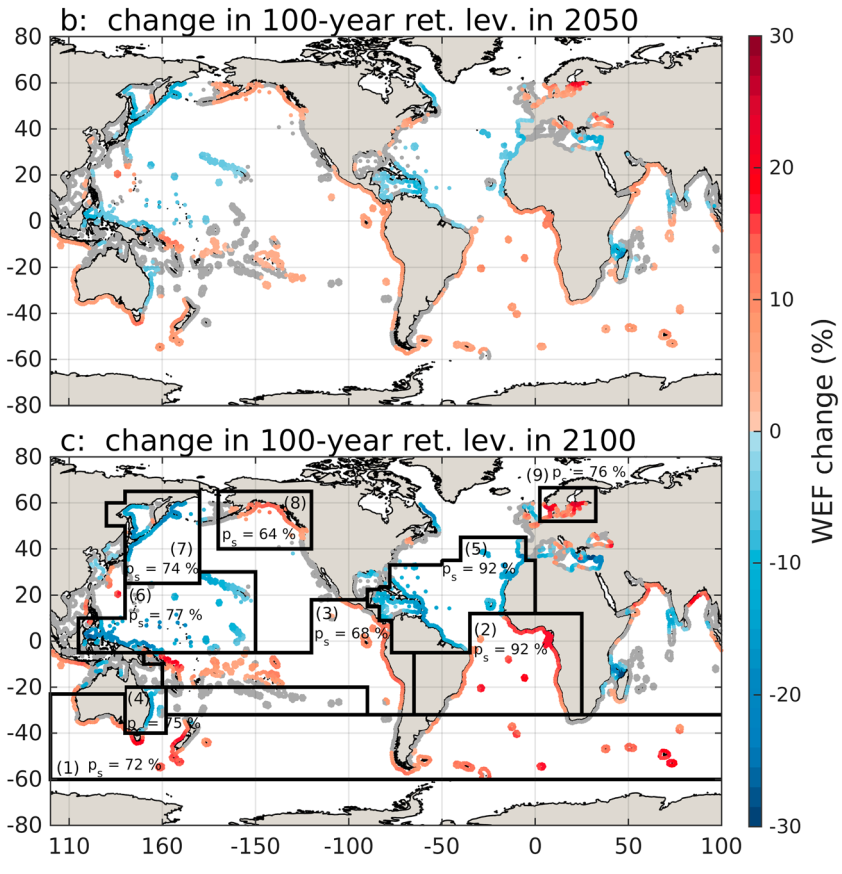 b: change in 100-year ret. lev. in 2050
80
60
40
20
0
-20
-40
-60
-80
c: change in 100-year ret. lev. in 2100
80
60
40
20
0
-20
-40
-60
-80
110 160 -150 -100 -50 0 50 100
(9) p_s = 76 %
(8)
p_s = 64 %
(7)
p_s = 74 %
(5)
p_s = 92 %
(6)
p_s = 77 %
(3)
p_s = 68 %
(2)
p_s = 92 %
(4)
p_s = 75 %
(1) p_s = 72 %
30
20
10
0
-10
-20
-30
WEF change (%)